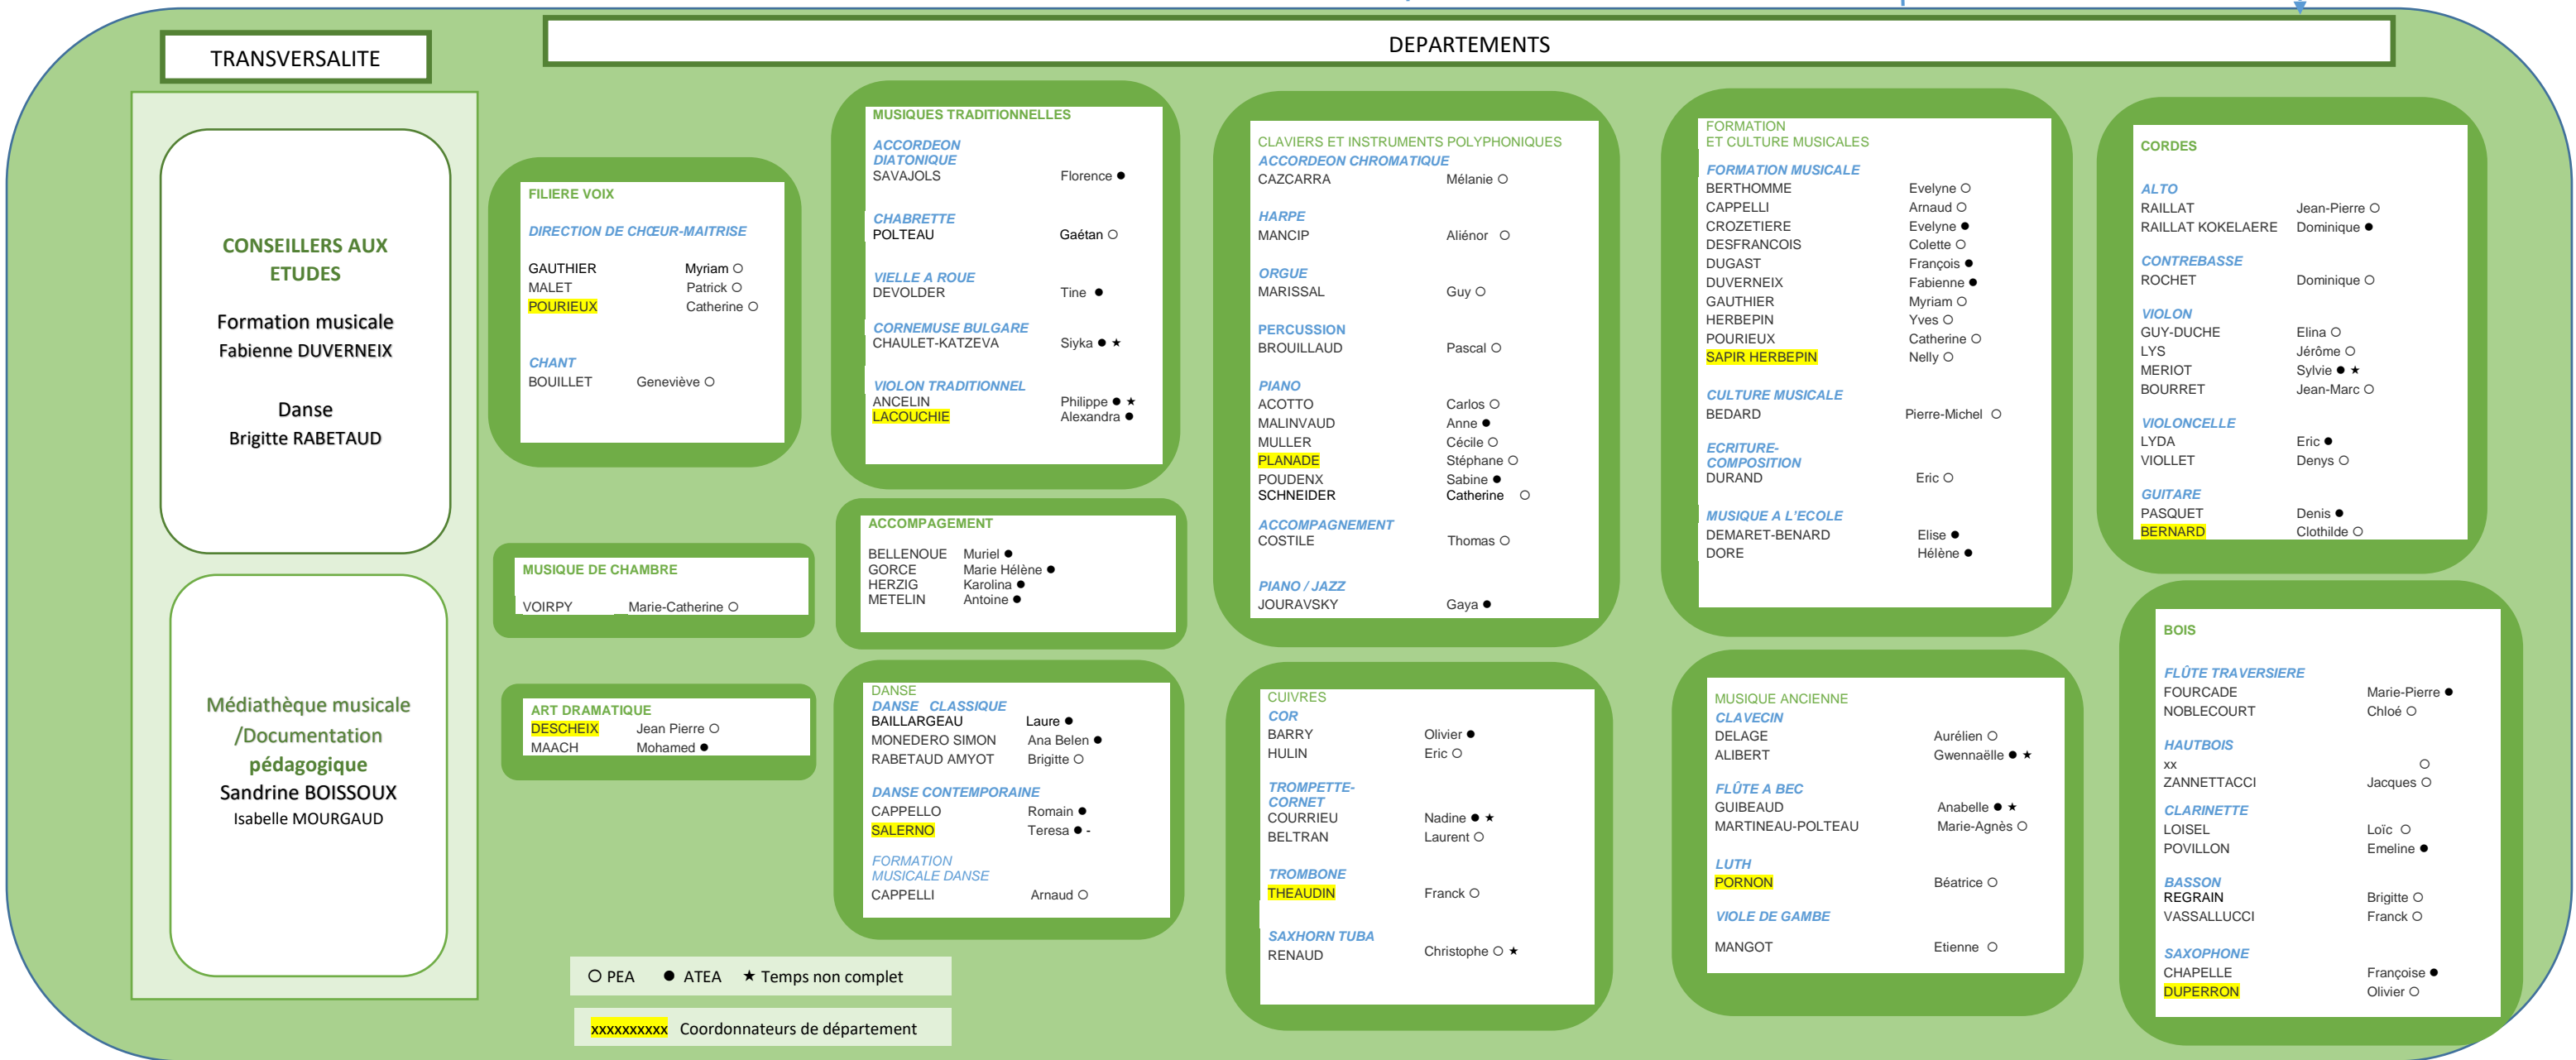 TRANSVERSALITE
DEPARTEMENTS
CONSEILLERS AUX
ETUDES
Formation musicale
Fabienne DUVERNEIX
Danse
Brigitte RABETAUD
Médiathèque musicale
/Documentation
pédagogique
Sandrine BOISSOUX
Isabelle MOURGAUD
FILIERE VOIX
DIRECTION DE CHŒUR-MAITRISE
GAUTHIER Myriam ○
MALET Patrick ○
POURIEUX Catherine ○
CHANT
BOUILLET Geneviève ○
MUSIQUE DE CHAMBRE
VOIRPY Marie-Catherine ○
ART DRAMATIQUE
DESCHEIX Jean Pierre ○
MAACH Mohamed ●
MUSIQUES TRADITIONNELLES
ACCORDEON
DIATONIQUE
SAVAJOLS Florence ●
CHABRETTE
POLTEAU Gaétan ○
VIELLE A ROUE
DEVOLDER Tine ●
CORNEMUSE BULGARE
CHAULET-KATZEVA Siyka ● ★
VIOLON TRADITIONNEL
ANCELIN Philippe ● ★
LACOUCHIE Alexandra ●
ACCOMPAGEMENT
BELLENOUE Muriel ●
GORCE Marie Hélène ●
HERZIG Karolina ●
METELIN Antoine ●
DANSE
DANSE CLASSIQUE
BAILLARGEAU Laure ●
MONEDERO SIMON Ana Belen ●
RABETAUD AMYOT Brigitte ○
DANSE CONTEMPORAINE
CAPPELLO Romain ●
SALERNO Teresa ● -
FORMATION
MUSICALE DANSE
CAPPELLI Arnaud ○
CLAVIERS ET INSTRUMENTS POLYPHONIQUES
ACCORDEON CHROMATIQUE
CAZCARRA Mélanie ○
HARPE
MANCIP Aliénor ○
ORGUE
MARISSAL Guy ○
PERCUSSION
BROUILLAUD Pascal ○
PIANO
ACOTTO Carlos ○
MALINVAUD Anne ●
MULLER Cécile ○
PLANADE Stéphane ○
POUDENX Sabine ●
SCHNEIDER Catherine ○
ACCOMPAGNEMENT
COSTILE Thomas ○
PIANO / JAZZ
JOURAVSKY Gaya ●
CUIVRES
COR
BARRY Olivier ●
HULIN Eric ○
TROMPETTE-
CORNET
COURRIEU Nadine ● ★
BELTRAN Laurent ○
TROMBONE
THEAUDIN Franck ○
SAXHORN TUBA
RENAUD Christophe ○ ★
FORMATION
ET CULTURE MUSICALES
FORMATION MUSICALE
BERTHOMME Evelyne ○
CAPPELLI Arnaud ○
CROZETIERE Evelyne ●
DESFRANCOIS Colette ○
DUGAST François ●
DUVERNEIX Fabienne ●
GAUTHIER Myriam ○
HERBEPIN Yves ○
POURIEUX Catherine ○
SAPIR HERBEPIN Nelly ○
CULTURE MUSICALE
BEDARD Pierre-Michel ○
ECRITURE-
COMPOSITION
DURAND Eric ○
MUSIQUE A L'ECOLE
DEMARET-BENARD Elise ●
DORE Hélène ●
MUSIQUE ANCIENNE
CLAVECIN
DELAGE Aurélien ○
ALIBERT Gwennaëlle ● ★
FLÛTE A BEC
GUIBEAUD Anabelle ● ★
MARTINEAU-POLTEAU Marie-Agnès ○
LUTH
PORNON Béatrice ○
VIOLE DE GAMBE
MANGOT Etienne ○
CORDES
ALTO
RAILLAT Jean-Pierre ○
RAILLAT KOKELAERE Dominique ●
CONTREBASSE
ROCHET Dominique ○
VIOLON
GUY-DUCHE Elina ○
LYS Jérôme ○
MERIOT Sylvie ● ★
BOURRET Jean-Marc ○
VIOLONCELLE
LYDA Eric ●
VIOLLET Denys ○
GUITARE
PASQUET Denis ●
BERNARD Clothilde ○
BOIS
FLÛTE TRAVERSIERE
FOURCADE Marie-Pierre ●
NOBLECOURT Chloé ○
HAUTBOIS
xx ○
ZANNETTACCI Jacques ○
CLARINETTE
LOISEL Loïc ○
POVILLON Emeline ●
BASSON
REGRAIN Brigitte ○
VASSALLUCCI Franck ○
SAXOPHONE
CHAPELLE Françoise ●
DUPERRON Olivier ○
○ PEA ● ATEA ★ Temps non complet
xxxxxxxxxx Coordonnateurs de département